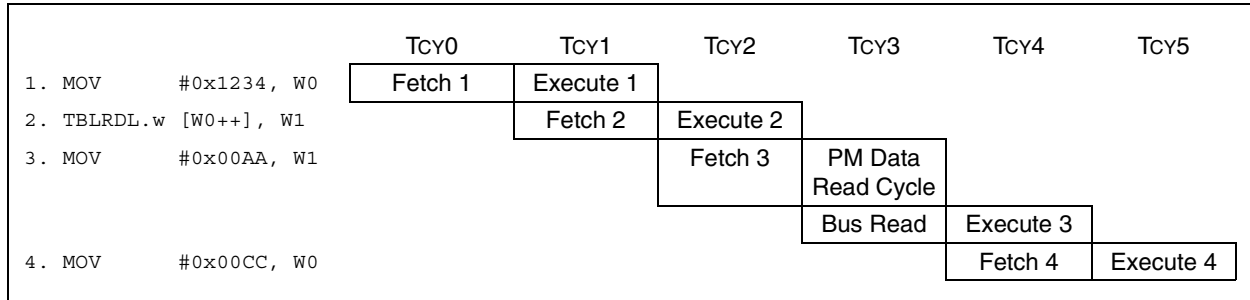 TCY0 TCY1 TCY2 TCY3 TCY4 TCY5
1. MOV #0x1234, W0 Fetch 1 Execute 1
2. TBLRDL.w [W0++], W1 Fetch 2 Execute 2
3. MOV #0x00AA, W1 Fetch 3 PM Data
Read Cycle
Bus Read Execute 3
4. MOV #0x00CC, W0 Fetch 4 Execute 4